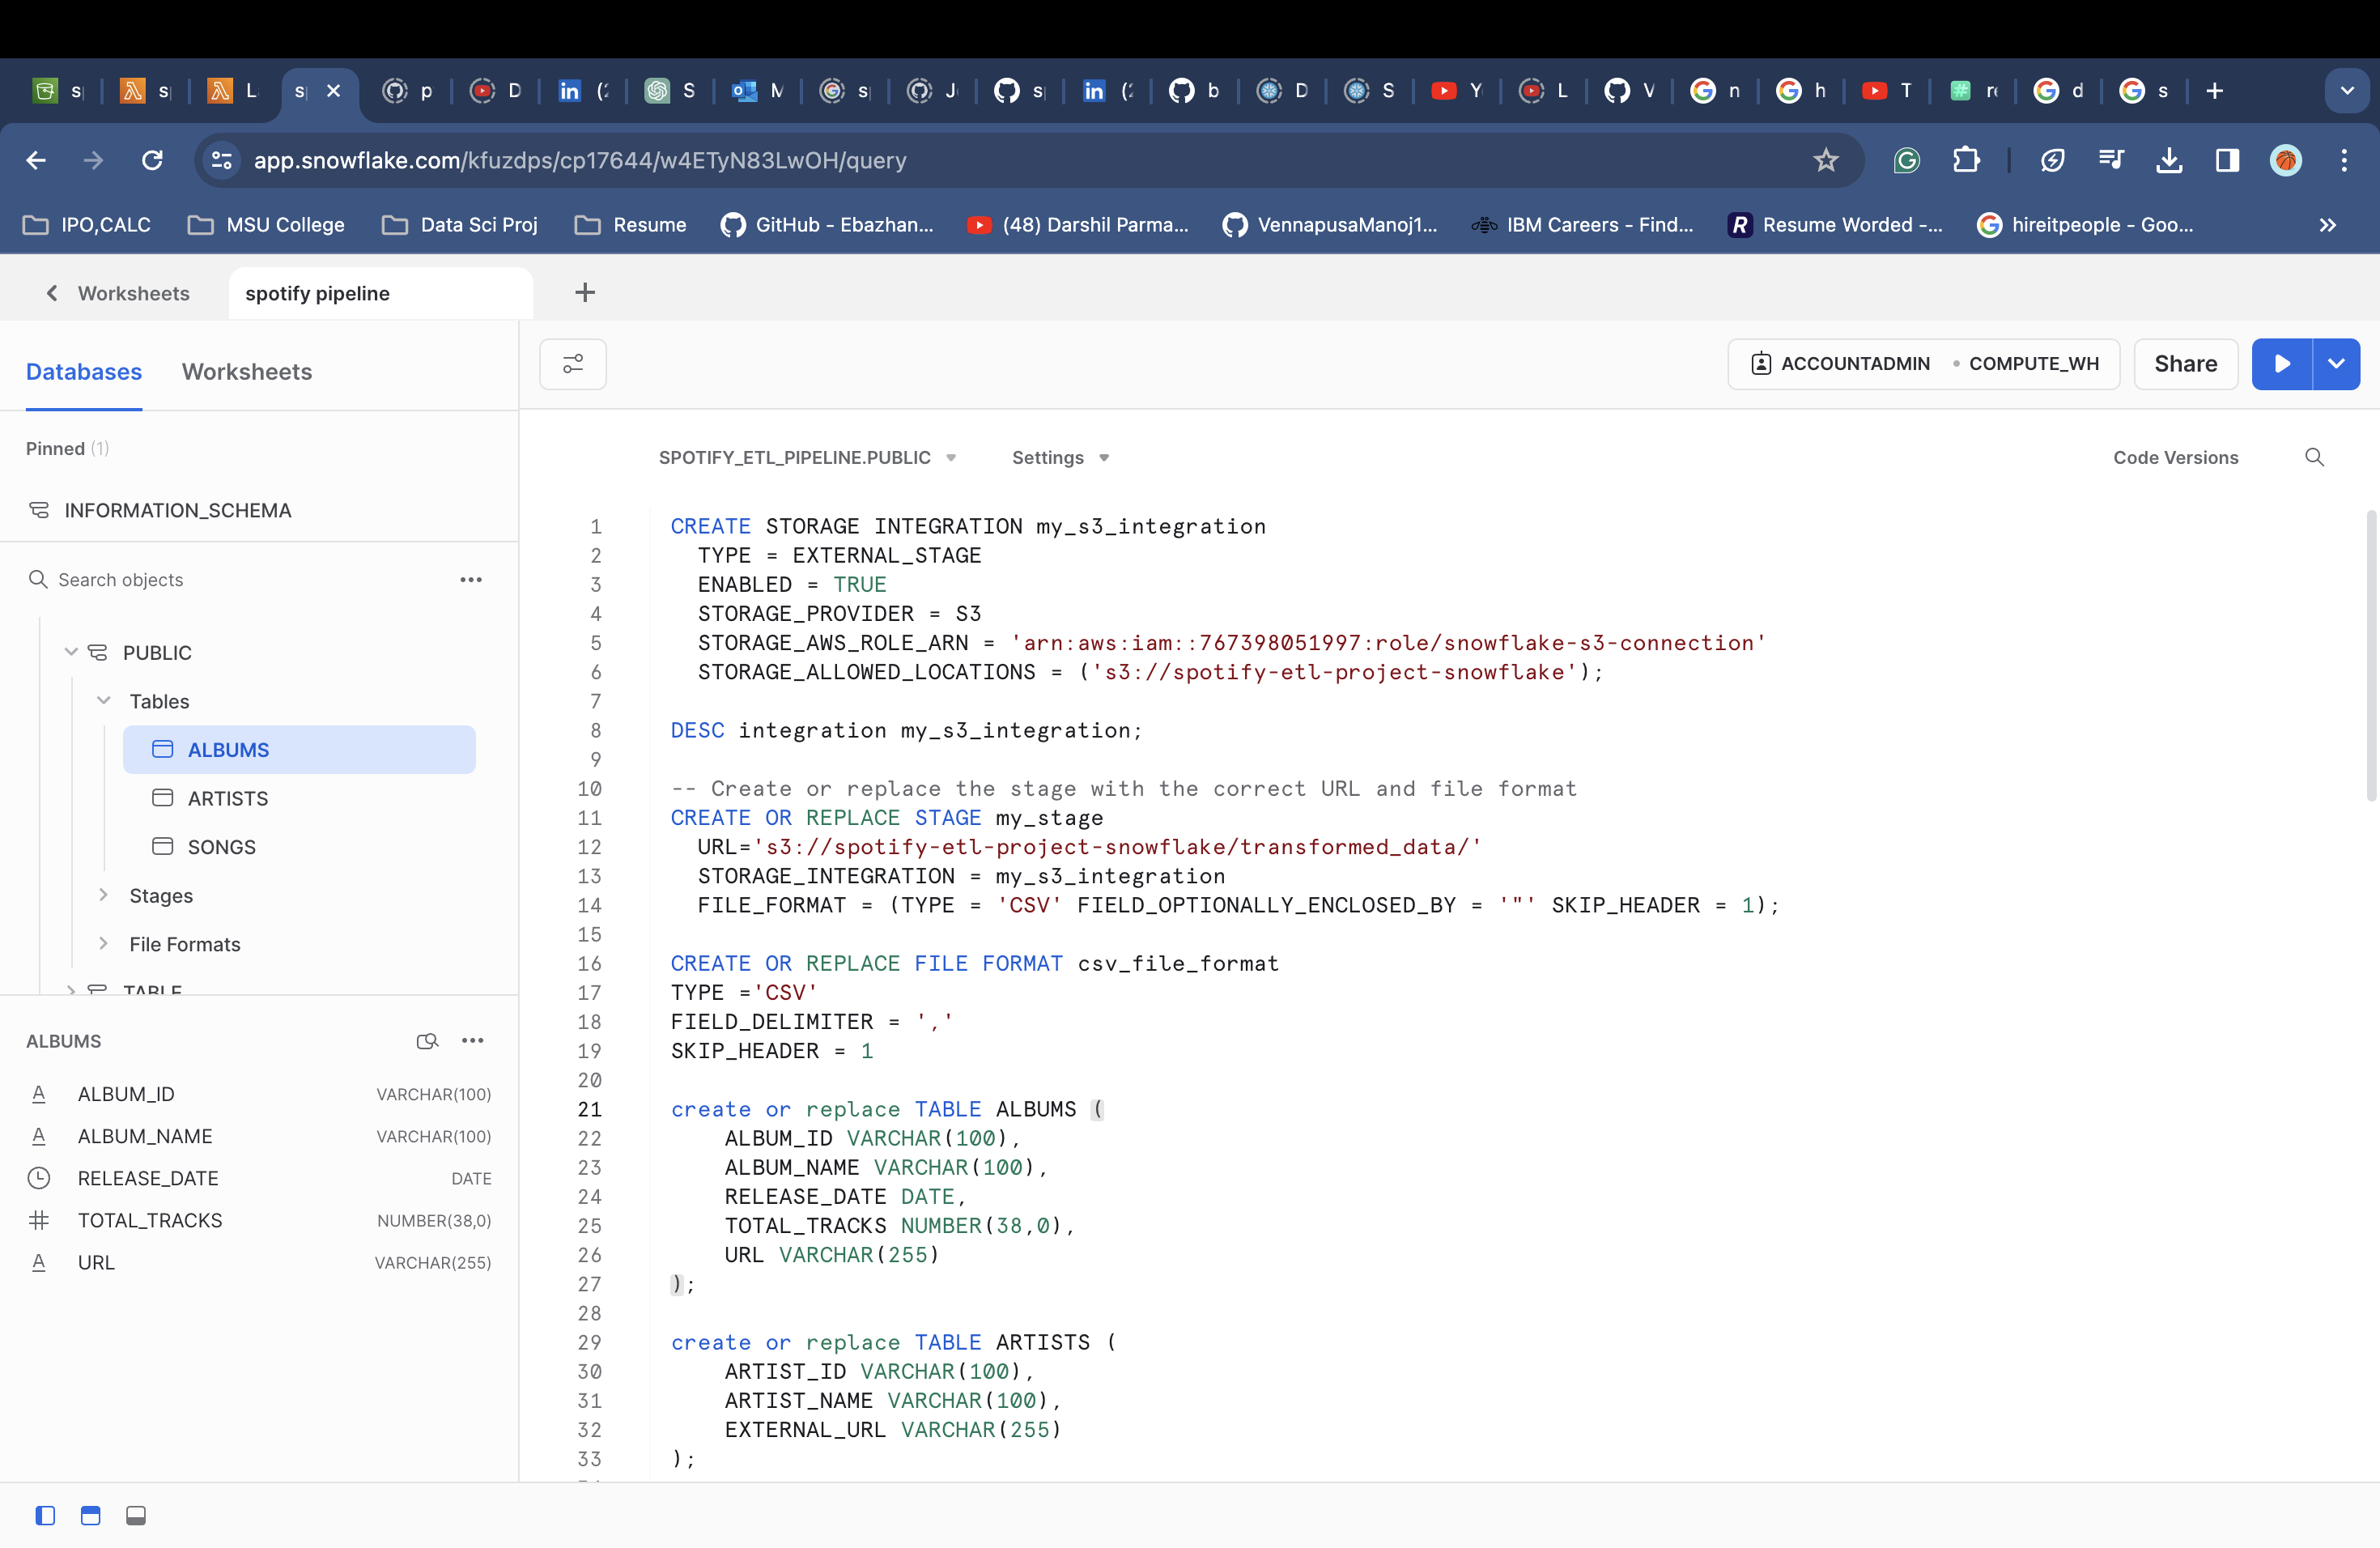 s
s
L
s
p
D
(2
S
M
s
J
s
(2
b
D
S
Y
L
V
n
h
T
re
d
s
app.snowflake.com/kfuzdps/cp17644/w4ETyN83LwOH/query
IPO,CALC MSU College Data Sci Proj Resume GitHub - Ebazhan... (48) Darshil Parma... VennapusaManoj1... IBM Careers - Find... Resume Worded -... hireitpeople - Goo... »
Worksheets spotify pipeline +
Databases Worksheets
ACCOUNTADMIN • COMPUTE_WH Share
Pinned (1)
INFORMATION_SCHEMA
Search objects
PUBLIC
Tables
ALBUMS
ARTISTS
SONGS
Stages
File Formats
TABLE
ALBUMS
ALBUM_ID VARCHAR(100)
ALBUM_NAME VARCHAR(100)
RELEASE_DATE DATE
TOTAL_TRACKS NUMBER(38,0)
URL VARCHAR(255)
SPOTIFY_ETL_PIPELINE.PUBLIC Settings Code Versions
1 CREATE STORAGE INTEGRATION my_s3_integration
2 TYPE = EXTERNAL_STAGE
3 ENABLED = TRUE
4 STORAGE_PROVIDER = S3
5 STORAGE_AWS_ROLE_ARN = 'arn:aws:iam::767398051997:role/snowflake-s3-connection'
6 STORAGE_ALLOWED_LOCATIONS = ('s3://spotify-etl-project-snowflake');
7
8 DESC integration my_s3_integration;
9
10 -- Create or replace the stage with the correct URL and file format
11 CREATE OR REPLACE STAGE my_stage
12 URL='s3://spotify-etl-project-snowflake/transformed_data/'
13 STORAGE_INTEGRATION = my_s3_integration
14 FILE_FORMAT = (TYPE = 'CSV' FIELD_OPTIONALLY_ENCLOSED_BY = '"' SKIP_HEADER = 1);
15
16 CREATE OR REPLACE FILE FORMAT csv_file_format
17 TYPE ='CSV'
18 FIELD_DELIMITER = ','
19 SKIP_HEADER = 1
20
21 create or replace TABLE ALBUMS (
22 ALBUM_ID VARCHAR(100),
23 ALBUM_NAME VARCHAR(100),
24 RELEASE_DATE DATE,
25 TOTAL_TRACKS NUMBER(38,0),
26 URL VARCHAR(255)
27 );
28
29 create or replace TABLE ARTISTS (
30 ARTIST_ID VARCHAR(100),
31 ARTIST_NAME VARCHAR(100),
32 EXTERNAL_URL VARCHAR(255)
33 );